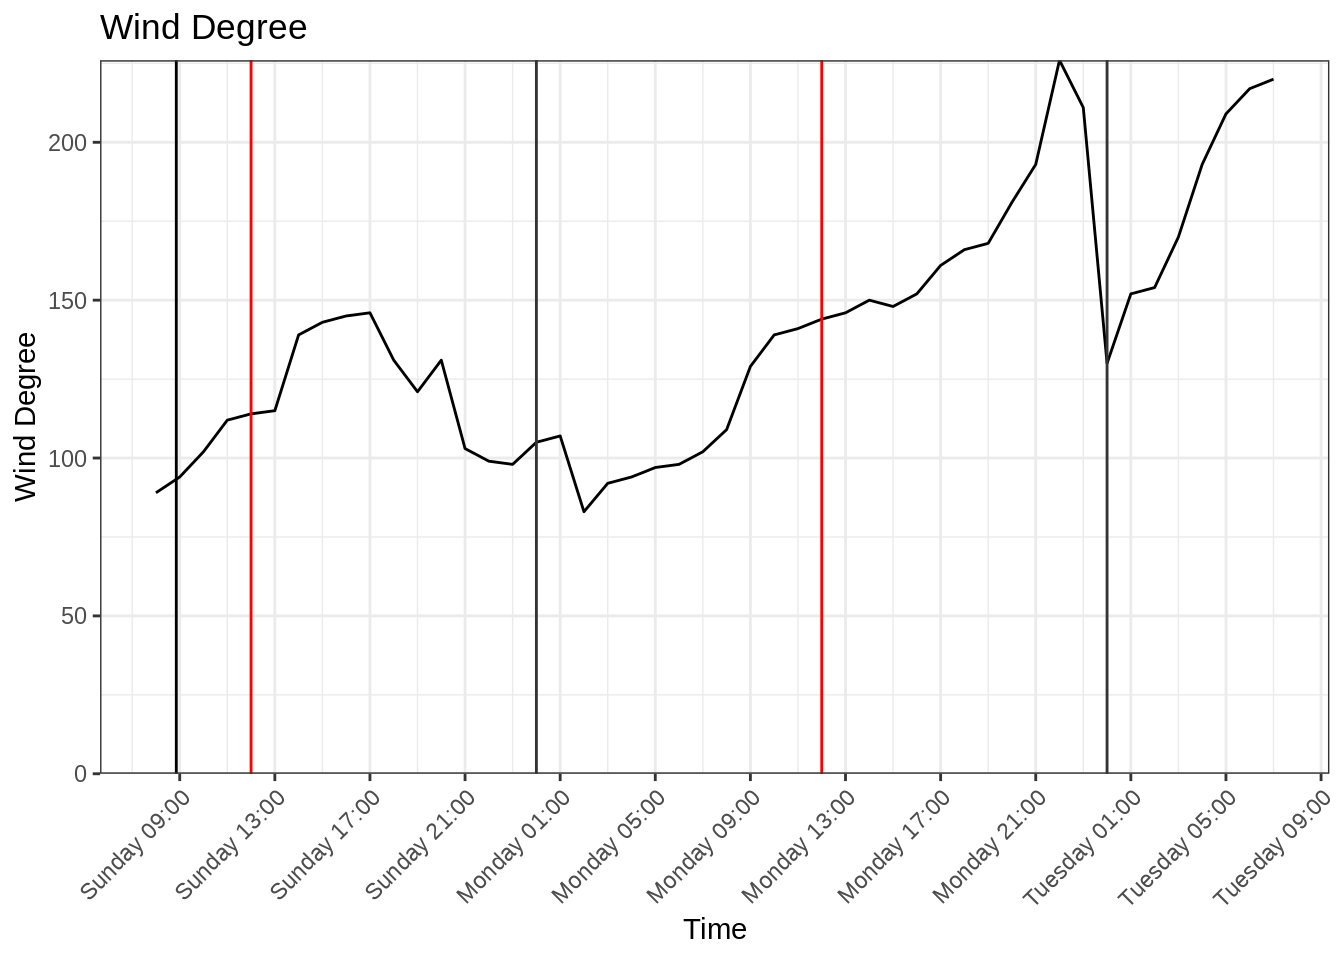 Wind Degree
Wind Degree
200
150
100
50
0
Sunday 09:00
Sunday 13:00
Sunday 17:00
Sunday 21:00
Monday 01:00
Monday 05:00
Monday 09:00
Monday 13:00
Monday 17:00
Monday 21:00
Tuesday 01:00
Tuesday 05:00
Tuesday 09:00
Time